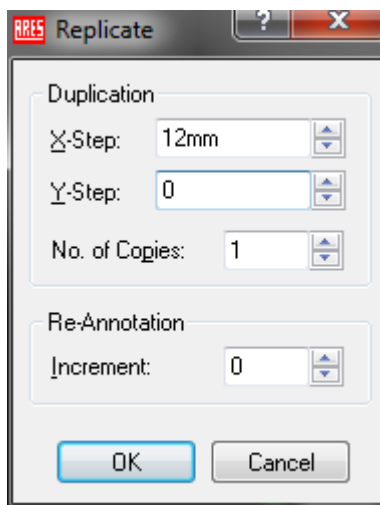 ARES Replicate ? X
Duplication
X-Step: 12mm
Y-Step: 0
No. of Copies: 1
Re-Annotation
Increment: 0
OK Cancel